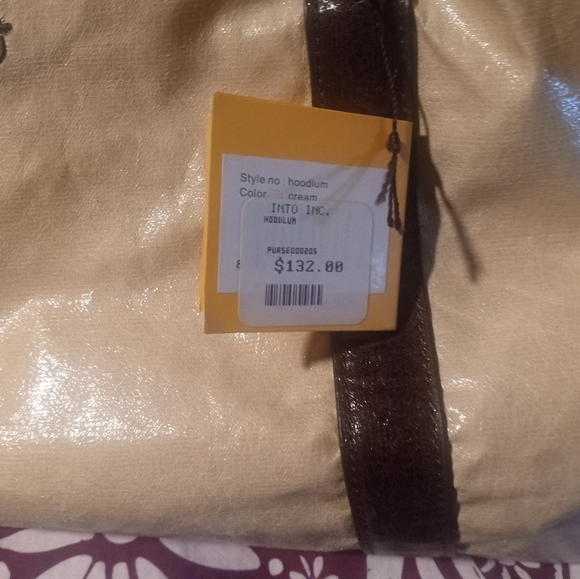 Style no : hoodlum
Color cream
INTO INC.
HOODLUM
PURSE000205
$132.00